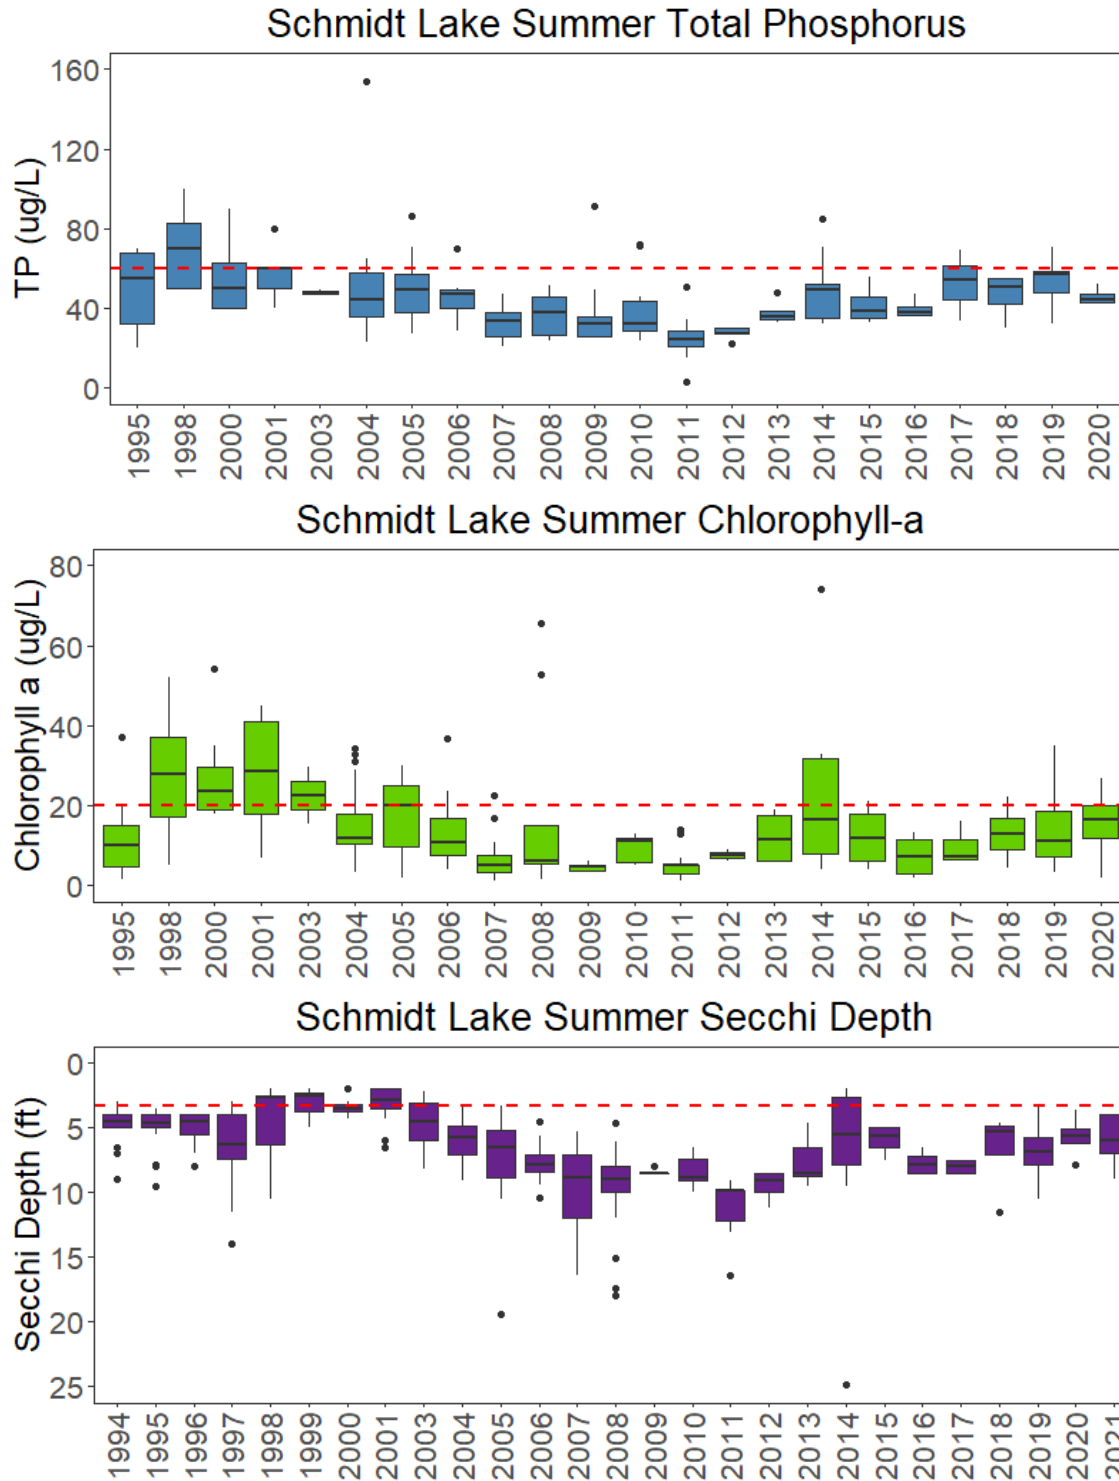 Schmidt Lake Summer Total Phosphorus
TP (ug/L)
160
120
80
40
0
1995 1998 2000 2001 2003 2004 2005 2006 2007 2008 2009 2010 2011 2012 2013 2014 2015 2016 2017 2018 2019 2020
Schmidt Lake Summer Chlorophyll-a
Chlorophyll a (ug/L)
80
60
40
20
0
1995 1998 2000 2001 2003 2004 2005 2006 2007 2008 2009 2010 2011 2012 2013 2014 2015 2016 2017 2018 2019 2020
Schmidt Lake Summer Secchi Depth
Secchi Depth (ft)
0
5
10
15
20
25
1994 1995 1996 1997 1998 1999 2000 2001 2003 2004 2005 2006 2007 2008 2009 2010 2011 2012 2013 2014 2015 2016 2017 2018 2019 2020 2021